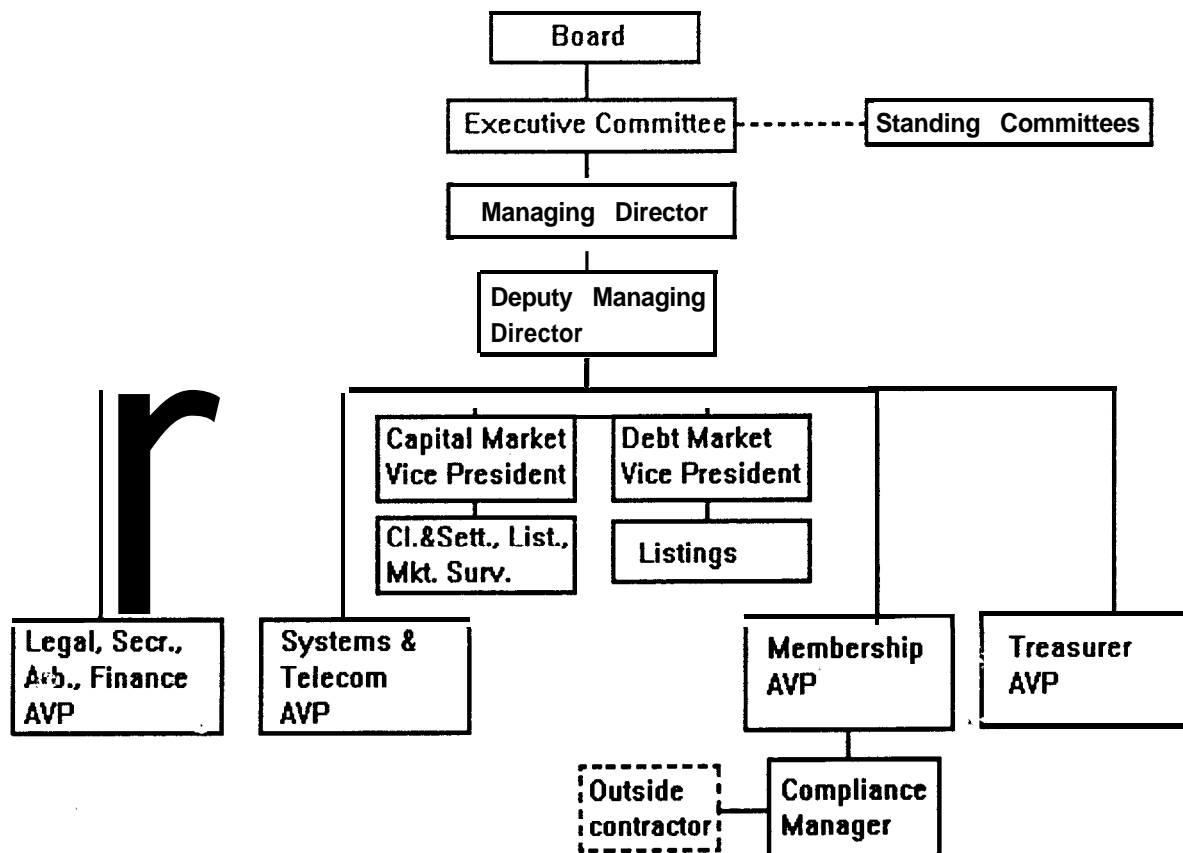 Board
Executive Committee
Standing Committees
Managing Director
Deputy Managing
Director
r
Capital Market
Vice President
Debt Market
Vice President
Cl.&Sett., List.,
Mkt. Surv.
Listings
Legal, Secr.,
Arb., Finance
AVP
Systems &
Telecom
AVP
Membership
AVP
Treasurer
AVP
Outside
contractor
Compliance
Manager